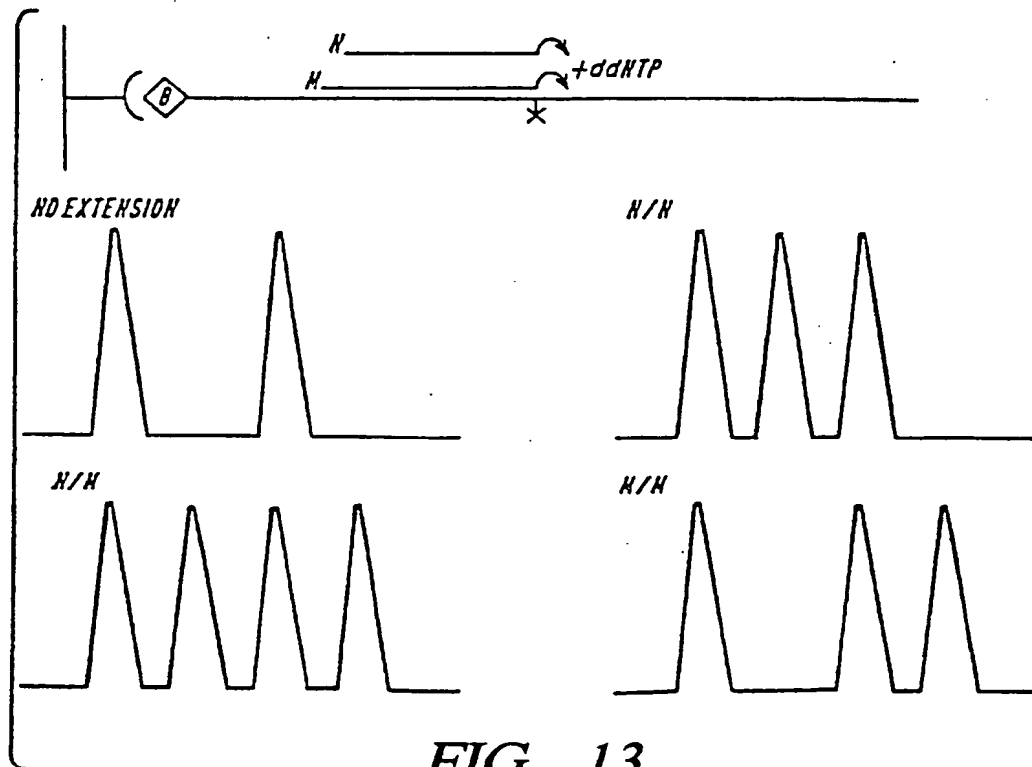 N
M
+ddNTP
B
X
NO EXTENSION
N/N
N/M
M/M
FIG. 13